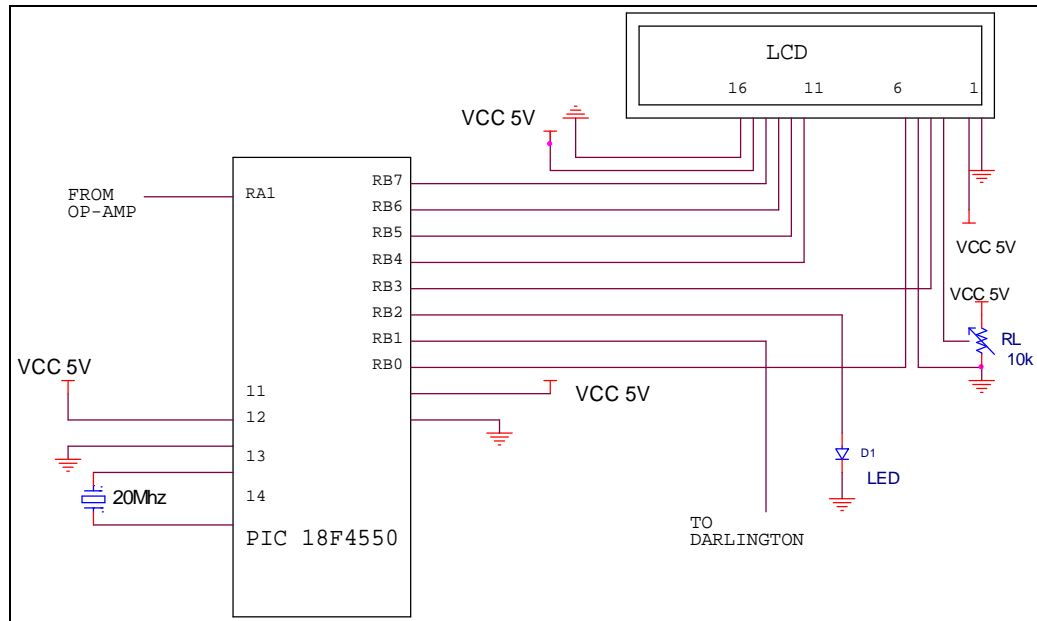 LCD
16
11
6
1
VCC 5V
FROM
OP-AMP
RA1
RB7
RB6
RB5
RB4
RB3
RB2
RB1
RB0
VCC 5V
VCC 5V
RL
10k
VCC 5V
VCC 5V
11
12
13
14
20Mhz
PIC 18F4550
D1
LED
TO
DARLINGTON